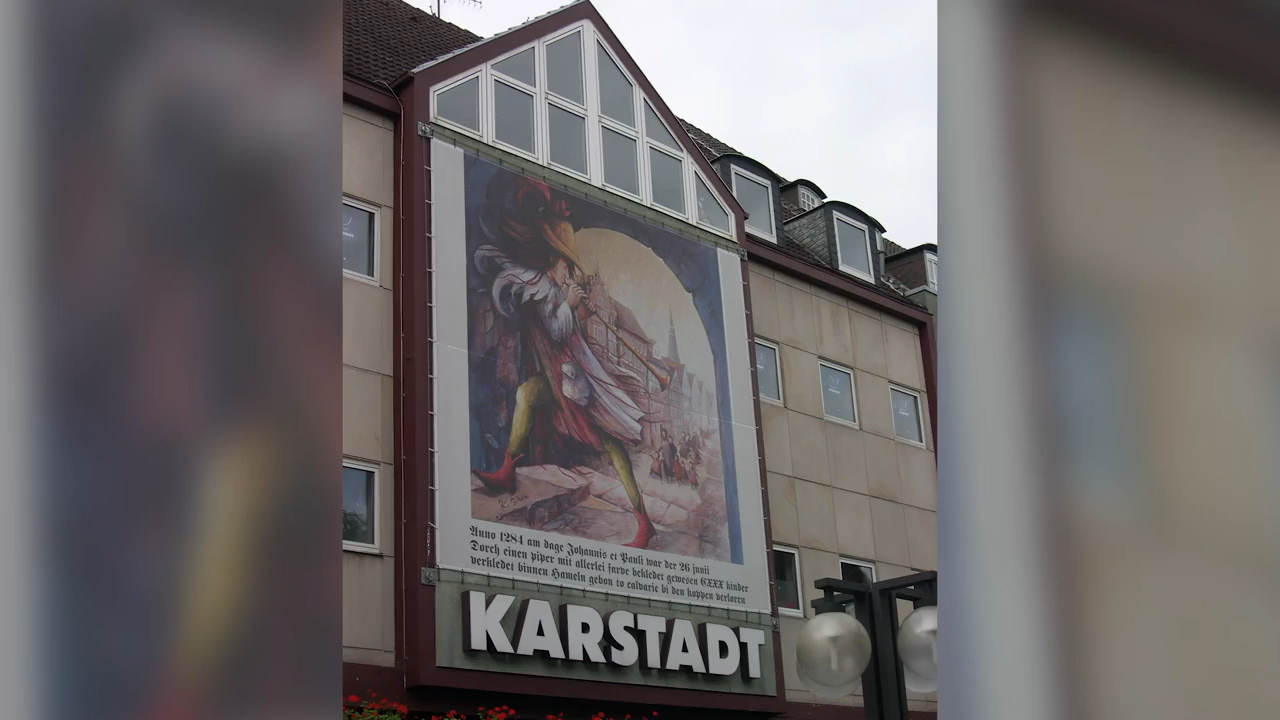 Anno 1284 am dage Johannis et Pauli war der 26 junii
Dorch einen piper mit allerlei farve bekledet gewesen CXXX kinder
verkledet binnen Hameln gebon to calvarie bi den koppen verloren
KARSTADT